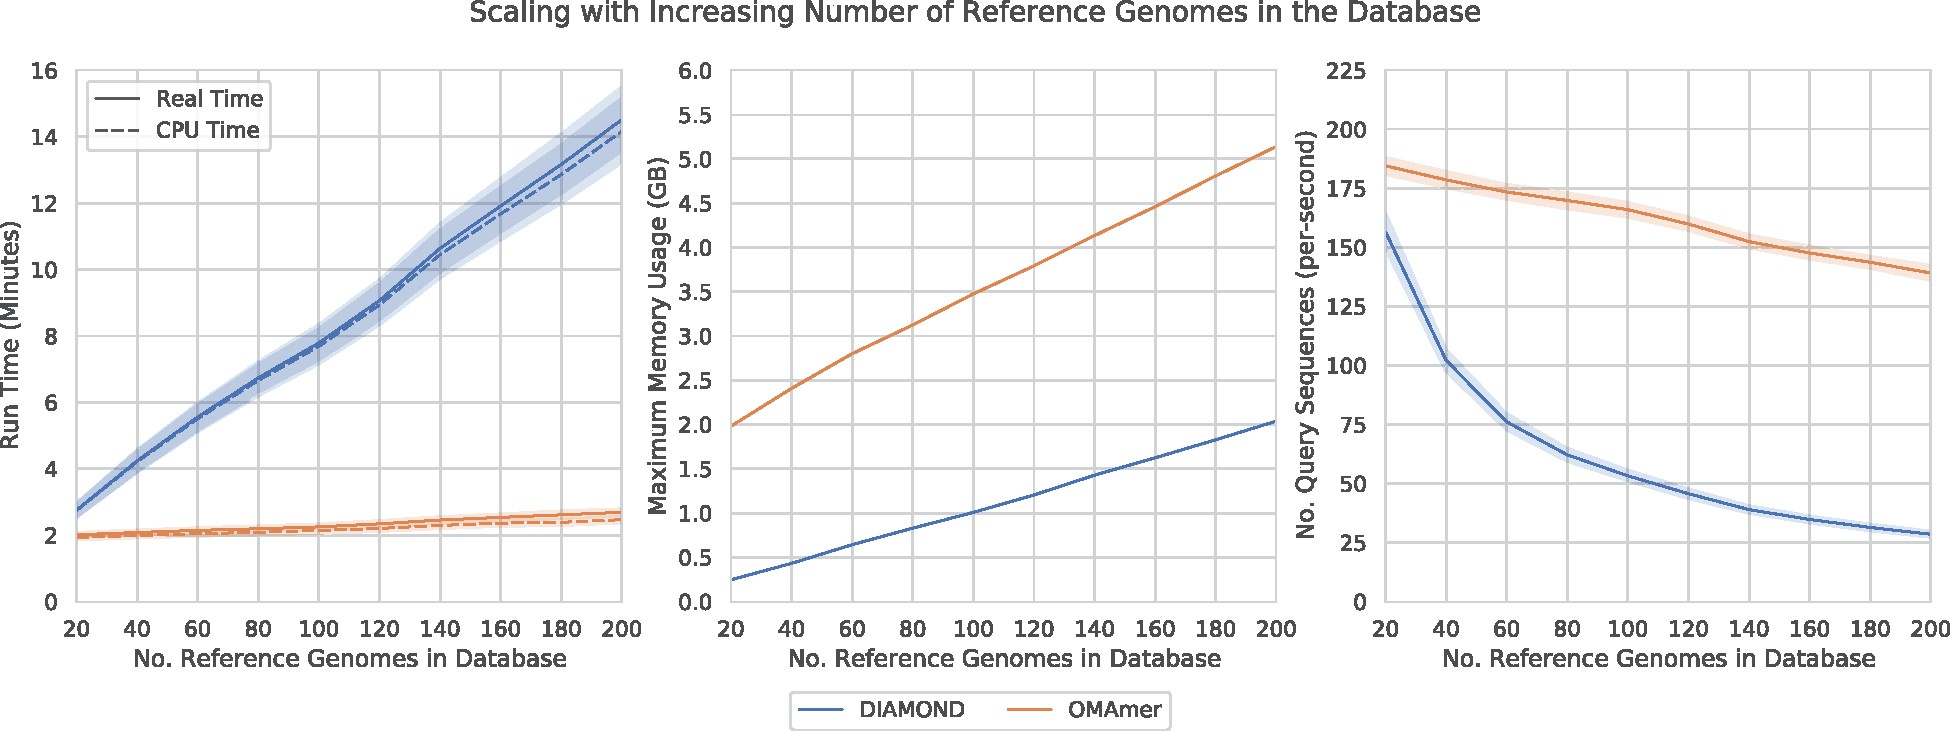 Scaling with Increasing Number of Reference Genomes in the Database
Run Time (Minutes)
16
14
12
10
8
6
4
2
0
Real Time
CPU Time
20 40 60 80 100 120 140 160 180 200
No. Reference Genomes in Database
Maximum Memory Usage (GB)
6.0
5.5
5.0
4.5
4.0
3.5
3.0
2.5
2.0
1.5
1.0
0.5
0.0
20 40 60 80 100 120 140 160 180 200
No. Reference Genomes in Database
No. Query Sequences (per-second)
225
200
175
150
125
100
75
50
25
0
20 40 60 80 100 120 140 160 180 200
No. Reference Genomes in Database
DIAMOND OMAmer